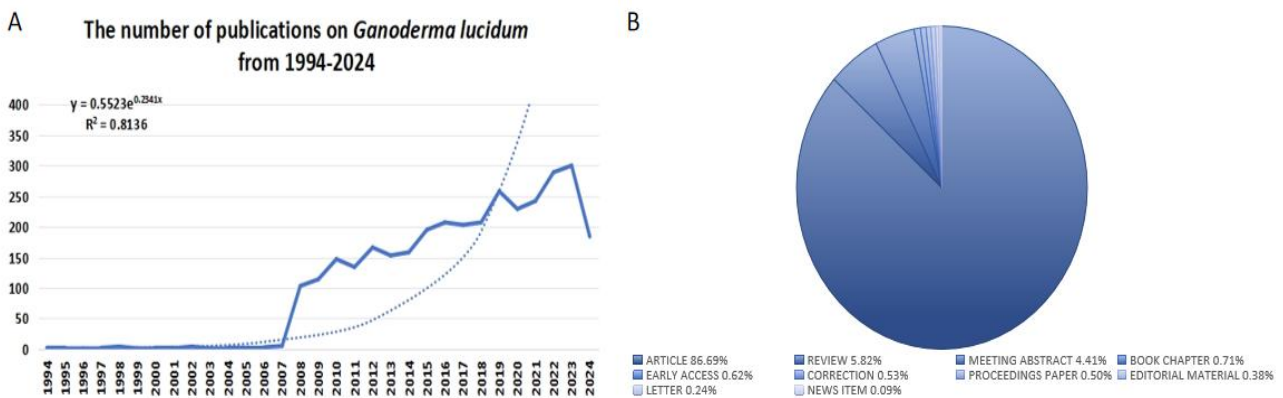 A
The number of publications on Ganoderma lucidum
from 1994-2024
y = 0.5523e^0.2341x
R² = 0.8136
400
350
300
250
200
150
100
50
0
1994
1995
1996
1997
1998
1999
2000
2001
2002
2003
2004
2005
2006
2007
2008
2009
2010
2011
2012
2013
2014
2015
2016
2017
2018
2019
2020
2021
2022
2023
2024
B
ARTICLE 86.69%
REVIEW 5.82%
MEETING ABSTRACT 4.41%
BOOK CHAPTER 0.71%
EARLY ACCESS 0.62%
CORRECTION 0.53%
PROCEEDINGS PAPER 0.50%
EDITORIAL MATERIAL 0.38%
LETTER 0.24%
NEWS ITEM 0.09%